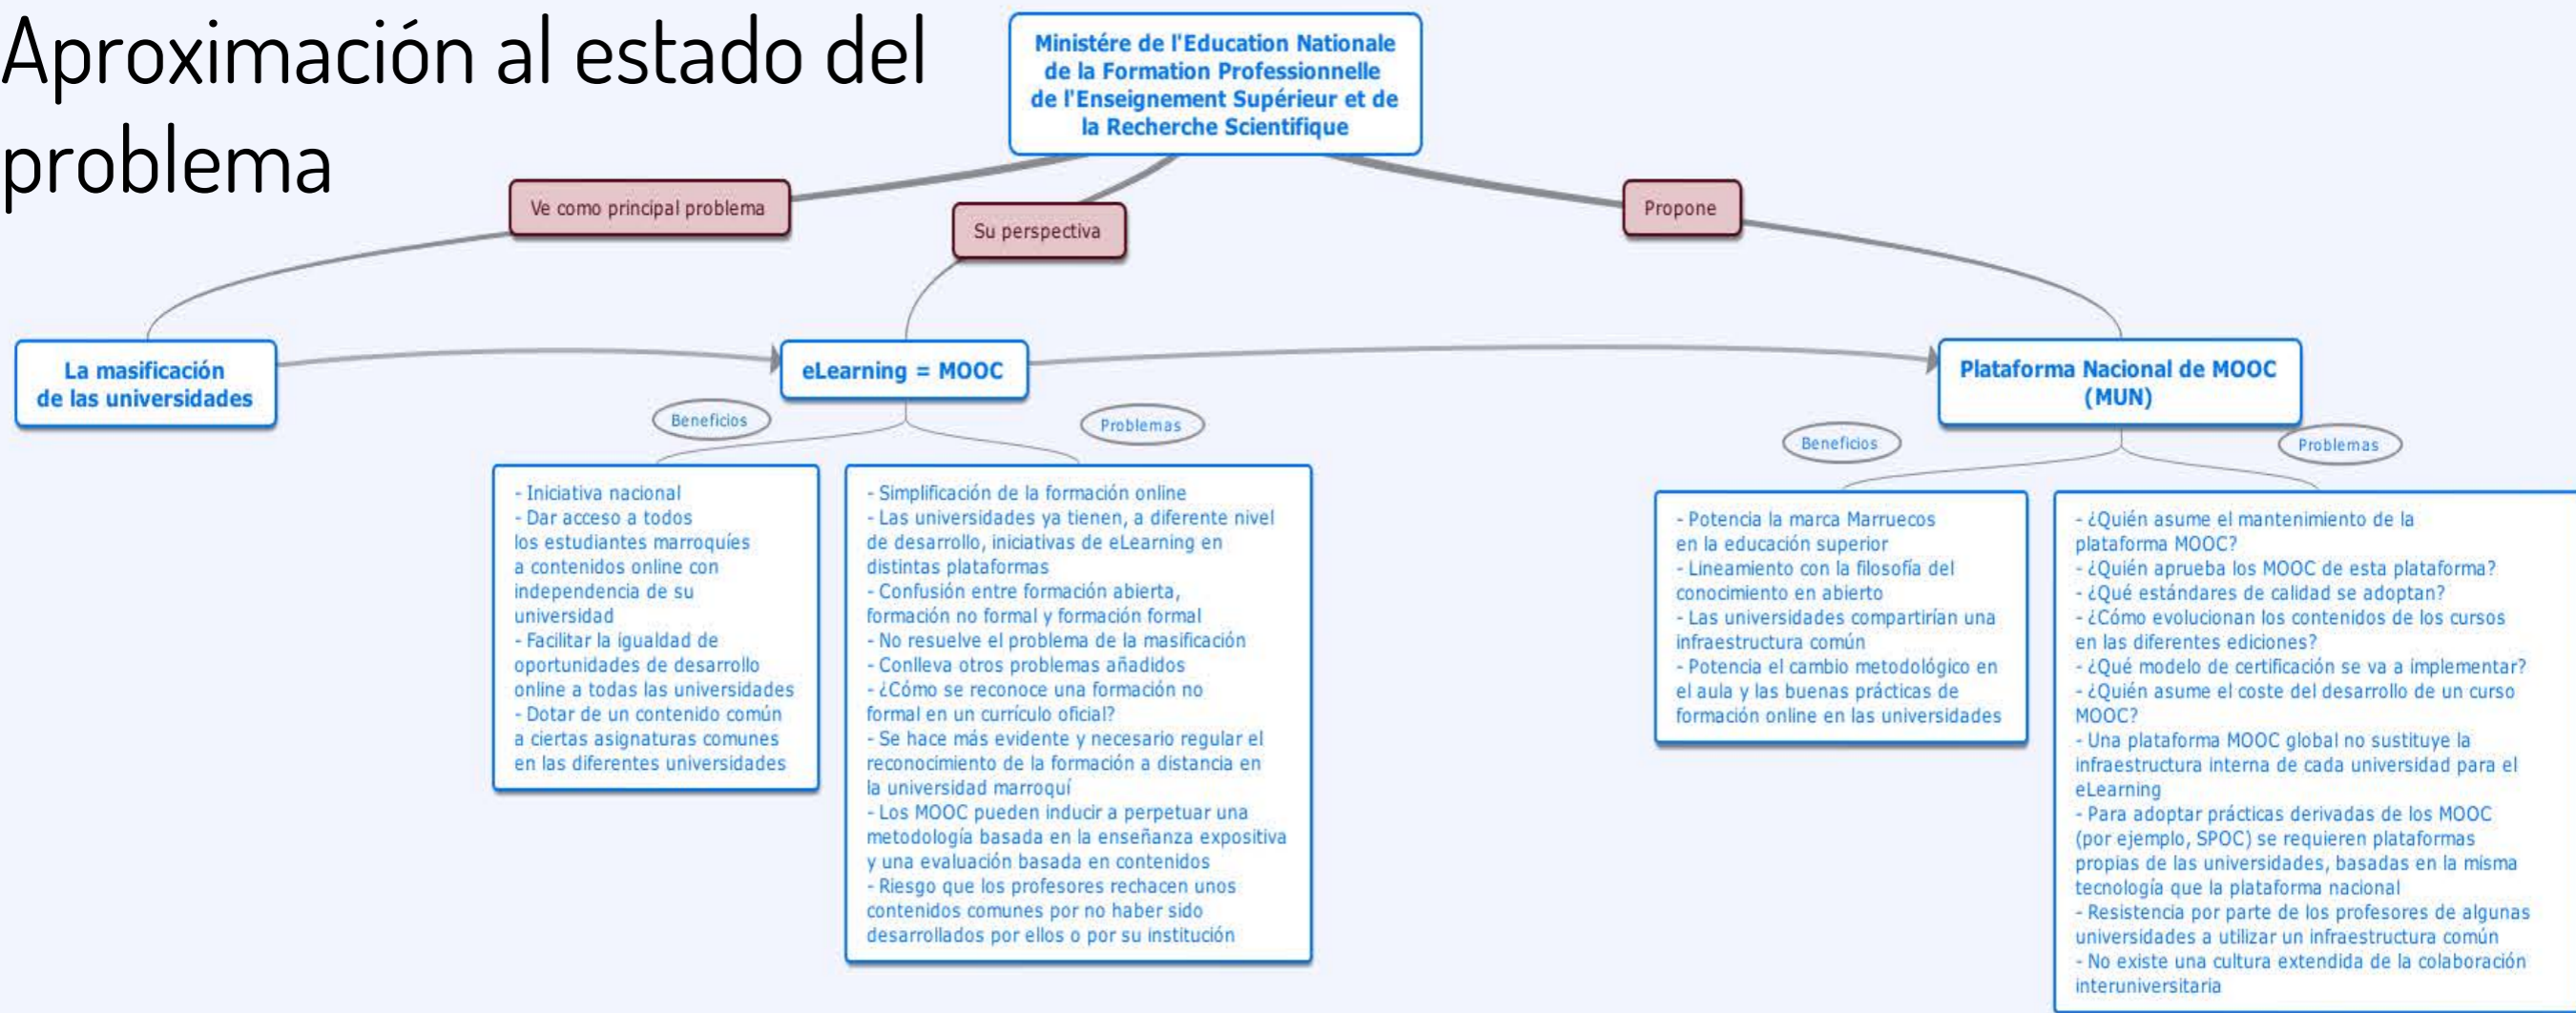 Aproximación al estado del
problema
Ministére de l'Education Nationale
de la Formation Professionnelle
de l'Enseignement Supérieur et de
la Recherche Scientifique
Ve como principal problema
Su perspectiva
Propone
La masificación
de las universidades
eLearning = MOOC
Plataforma Nacional de MOOC
(MUN)
Beneficios
Problemas
- Iniciativa nacional
- Dar acceso a todos
los estudiantes marroquíes
a contenidos online con
independencia de su
universidad
- Facilitar la igualdad de
oportunidades de desarrollo
online a todas las universidades
- Dotar de un contenido común
a ciertas asignaturas comunes
en las diferentes universidades
- Simplificación de la formación online
- Las universidades ya tienen, a diferente nivel
de desarrollo, iniciativas de eLearning en
distintas plataformas
- Confusión entre formación abierta,
formación no formal y formación formal
- No resuelve el problema de la masificación
- Conlleva otros problemas añadidos
- ¿Cómo se reconoce una formación no
formal en un currículo oficial?
- Se hace más evidente y necesario regular el
reconocimiento de la formación a distancia en
la universidad marroquí
- Los MOOC pueden inducir a perpetuar una
metodología basada en la enseñanza expositiva
y una evaluación basada en contenidos
- Riesgo que los profesores rechacen unos
contenidos comunes por no haber sido
desarrollados por ellos o por su institución
Beneficios
Problemas
- Potencia la marca Marruecos
en la educación superior
- Lineamiento con la filosofía del
conocimiento en abierto
- Las universidades compartirían una
infraestructura común
- Potencia el cambio metodológico en
el aula y las buenas prácticas de
formación online en las universidades
- ¿Quién asume el mantenimiento de la
plataforma MOOC?
- ¿Quién aprueba los MOOC de esta plataforma?
- ¿Qué estándares de calidad se adoptan?
- ¿Cómo evolucionan los contenidos de los cursos
en las diferentes ediciones?
- ¿Qué modelo de certificación se va a implementar?
- ¿Quién asume el coste del desarrollo de un curso
MOOC?
- Una plataforma MOOC global no sustituye la
infraestructura interna de cada universidad para el
eLearning
- Para adoptar prácticas derivadas de los MOOC
(por ejemplo, SPOC) se requieren plataformas
propias de las universidades, basadas en la misma
tecnología que la plataforma nacional
- Resistencia por parte de los profesores de algunas
universidades a utilizar un infraestructura común
- No existe una cultura extendida de la colaboración
interuniversitaria